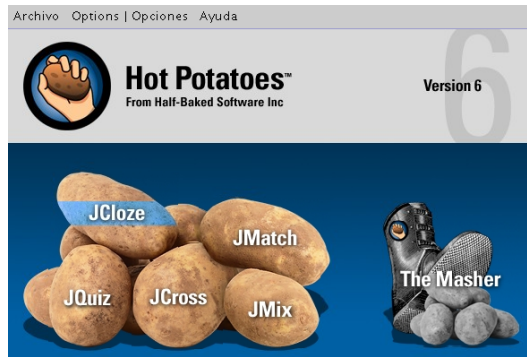 Archivo Options | Opciones Ayuda
Hot Potatoes™
From Half-Baked Software Inc
Version 6
6
JCloze
JMatch
The Masher
JQuiz
JCross
JMix